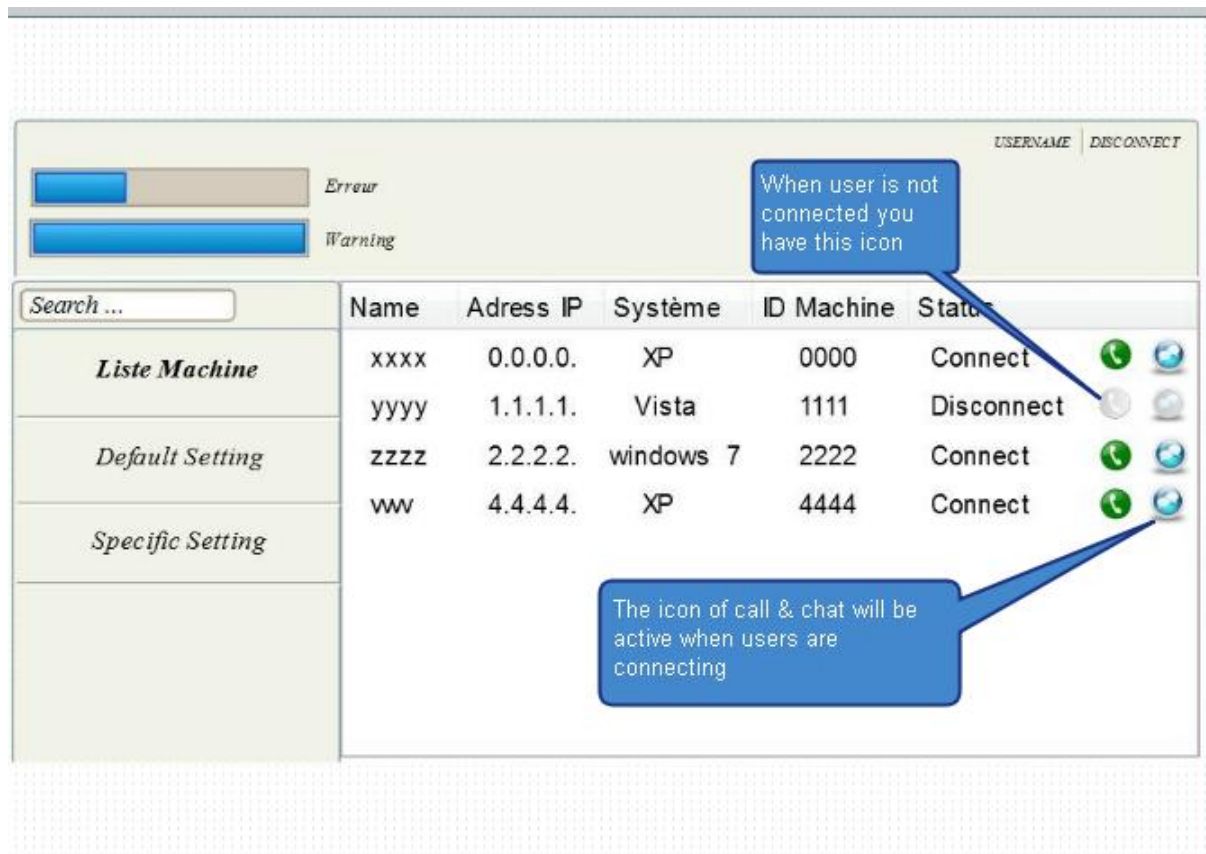 USERNAME DISCONNECT
Erreur
Warning
When user is not
connected you
have this icon
Search ...
Liste Machine
Default Setting
Specific Setting
Name Adress IP Système ID Machine Status
xxxx 0.0.0.0. XP 0000 Connect
yyyy 1.1.1.1. Vista 1111 Disconnect
zzzz 2.2.2.2. windows 7 2222 Connect
vvvv 4.4.4.4. XP 4444 Connect
The icon of call & chat will be
active when users are
connecting